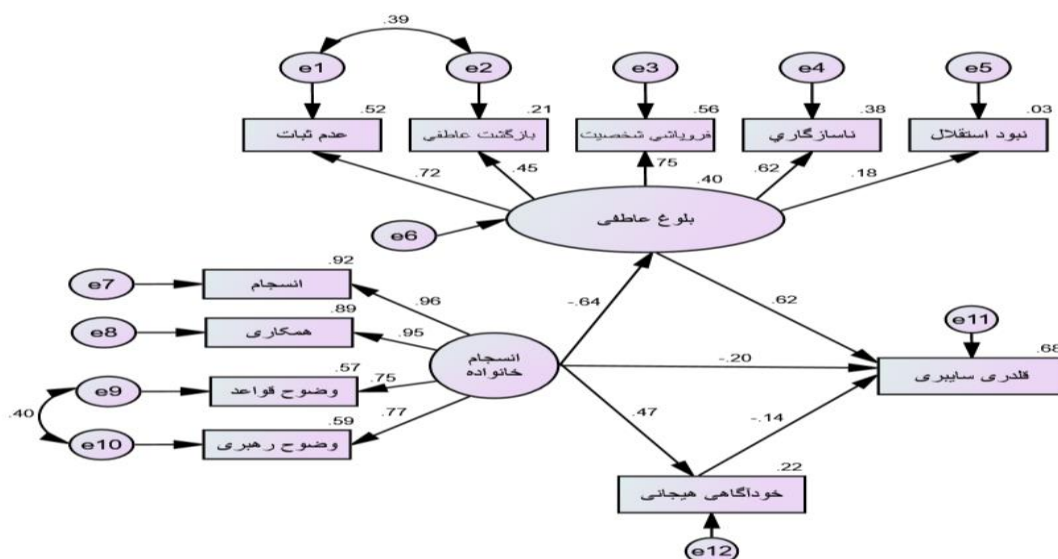 .39
e1 e2 e3 e4 e5
.52 .21 .56 .38 .03
عدم ثبات
بازگشت عاطفی
فروپاشی شخصیت
ناسازگاري
نبود استقلال
.72 .45 .75 .62 .18
.40
بلوغ عاطفی
e6
e7
.92
انسجام
.96
e8
.89
همکاری
.95
e9
.57
وضوح قواعد
.75
.40
e10
.59
وضوح رهبری
.77
انسجام
خانواده
-.64
.62
-.20
.47
-.14
e11
.68
قلدری سایبری
.22
خودآگاهی هیجانی
e12